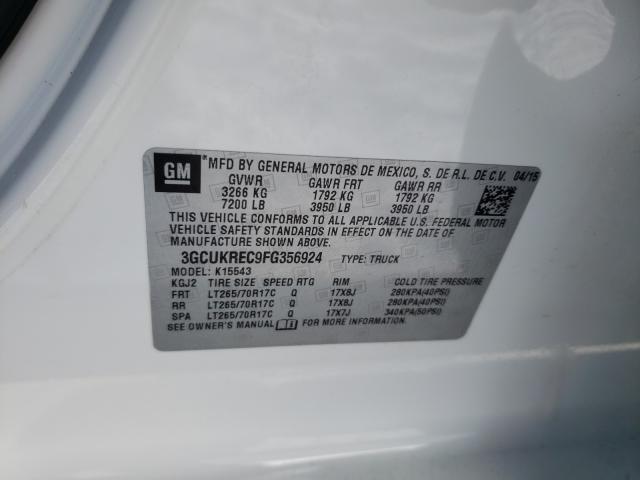 GM *MFD BY GENERAL MOTORS DE MEXICO, S. DE R.L. DE C.V. 04/15
GVWR GAWR FRT GAWR RR
3266 KG 1792 KG 1792 KG
7200 LB 3950 LB 3950 LB
THIS VEHICLE CONFORMS TO ALL APPLICABLE U.S. FEDERAL MOTOR
VEHICLE SAFETY STANDARDS IN EFFECT ON THE DATE OF
MANUFACTURE SHOWN ABOVE.
3GCUKREC9FG356924 TYPE: TRUCK
MODEL: K15543
KGJ2 TIRE SIZE SPEED RTG RIM COLD TIRE PRESSURE
FRT LT265/70R17C Q 17X8J 280KPA(40PSI)
RR LT265/70R17C Q 17X8J 280KPA(40PSI)
SPA LT265/70R17C Q 17X7J 340KPA(50PSI)
SEE OWNER'S MANUAL FOR MORE INFORMATION.